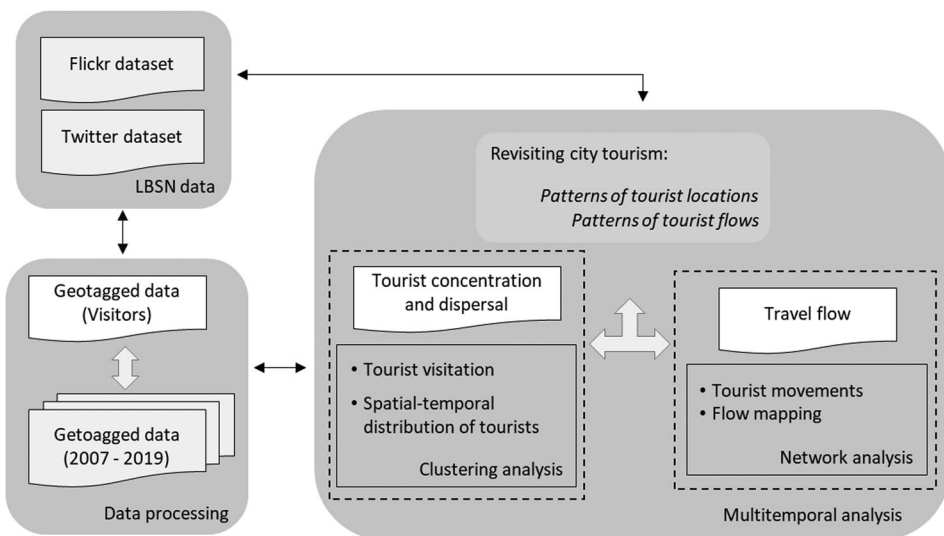 Flickr dataset
Twitter dataset
LBSN data
Geotagged data
(Visitors)
Getoagged data
(2007 - 2019)
Data processing
Revisiting city tourism:
Patterns of tourist locations
Patterns of tourist flows
Tourist concentration
and dispersal
• Tourist visitation
• Spatial-temporal
distribution of tourists
Clustering analysis
Travel flow
• Tourist movements
• Flow mapping
Network analysis
Multitemporal analysis